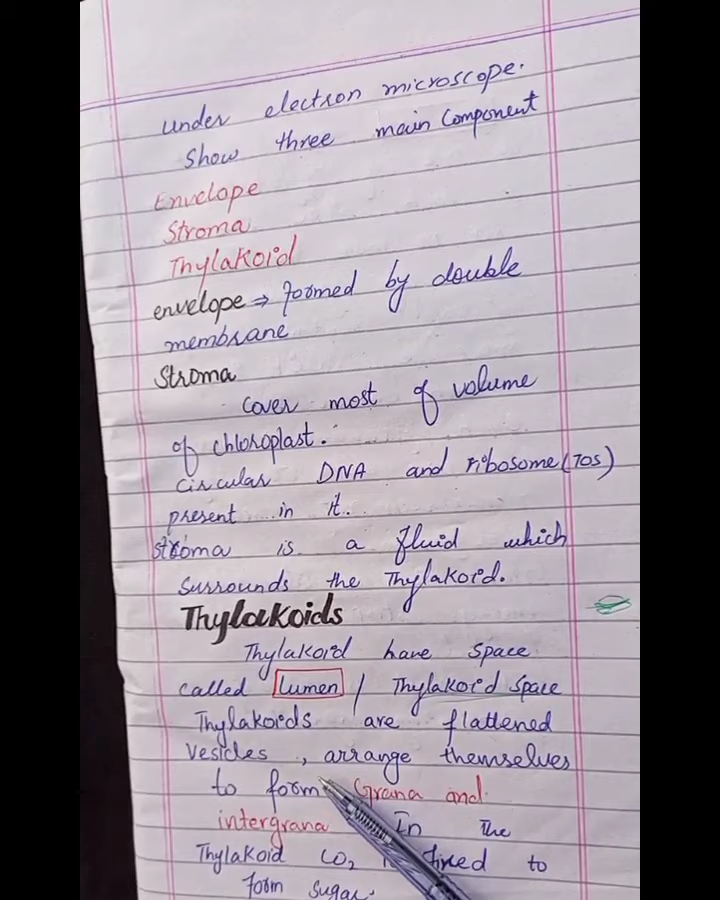 under electron microscope.
Show three main Component
Envelope
Stroma
Thylakoid
envelope ⇒ formed by double
membrane
Stroma
Cover most of volume
of chloroplast.
circular DNA and ribosome (70s)
present in it.
stroma is a fluid which
surrounds the Thylakoid.
Thylakoids
Thylakoid have space
called lumen / Thylakoid space
Thylakoids are flattened
vesicles , arrange themselves
to form Grana and
intergrana In the
Thylakoid CO2 fixed to
form sugar.